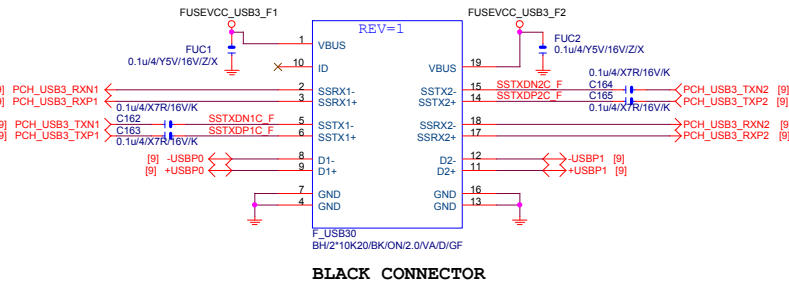 FUSEVCC_USB3_F1
FUSEVCC_USB3_F2
REV=1
FUC1
0.1u/4/Y5V/16V/Z/X
FUC2
0.1u/4/Y5V/16V/Z/X
1 VBUS
10 ID
VBUS 19
9] PCH_USB3_RXN1 2 SSRX1-
9] PCH_USB3_RXP1 3 SSRX1+
0.1u/4/X7R/16V/K
9] PCH_USB3_TXN1 C162 SSTXDN1C_F 5 SSTX1-
9] PCH_USB3_TXP1 C163 SSTXDP1C_F 6 SSTX1+
0.1u/4/X7R/16V/K
[9] -USBP0 8 D1-
[9] +USBP0 9 D1+
7 GND
4 GND
0.1u/4/X7R/16V/K
SSTX2- 15 SSTXDN2C_F C164 PCH_USB3_TXN2 [9]
SSTX2+ 14 SSTXDP2C_F C165 PCH_USB3_TXP2 [9]
0.1u/4/X7R/16V/K
SSRX2- 18 PCH_USB3_RXN2 [9]
SSRX2+ 17 PCH_USB3_RXP2 [9]
D2- 12 -USBP1 [9]
D2+ 11 +USBP1 [9]
GND 16
GND 13
F_USB30
BH/2*10K20/BK/ON/2.0/VA/D/GF
BLACK CONNECTOR